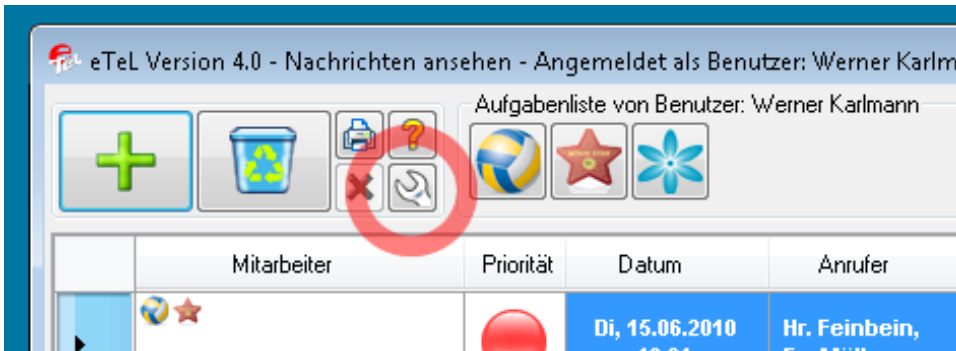 eTeL Version 4.0 - Nachrichten ansehen - Angemeldet als Benutzer: Werner Karlm
Aufgabenliste von Benutzer: Werner Karlmann
Mitarbeiter Priorität Datum Anrufer
Di, 15.06.2010 Hr. Feinbein,